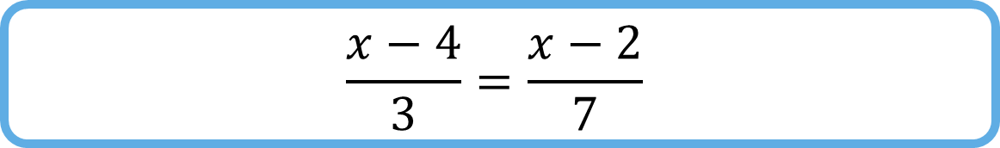 x − 4 / 3 = x − 2 / 7